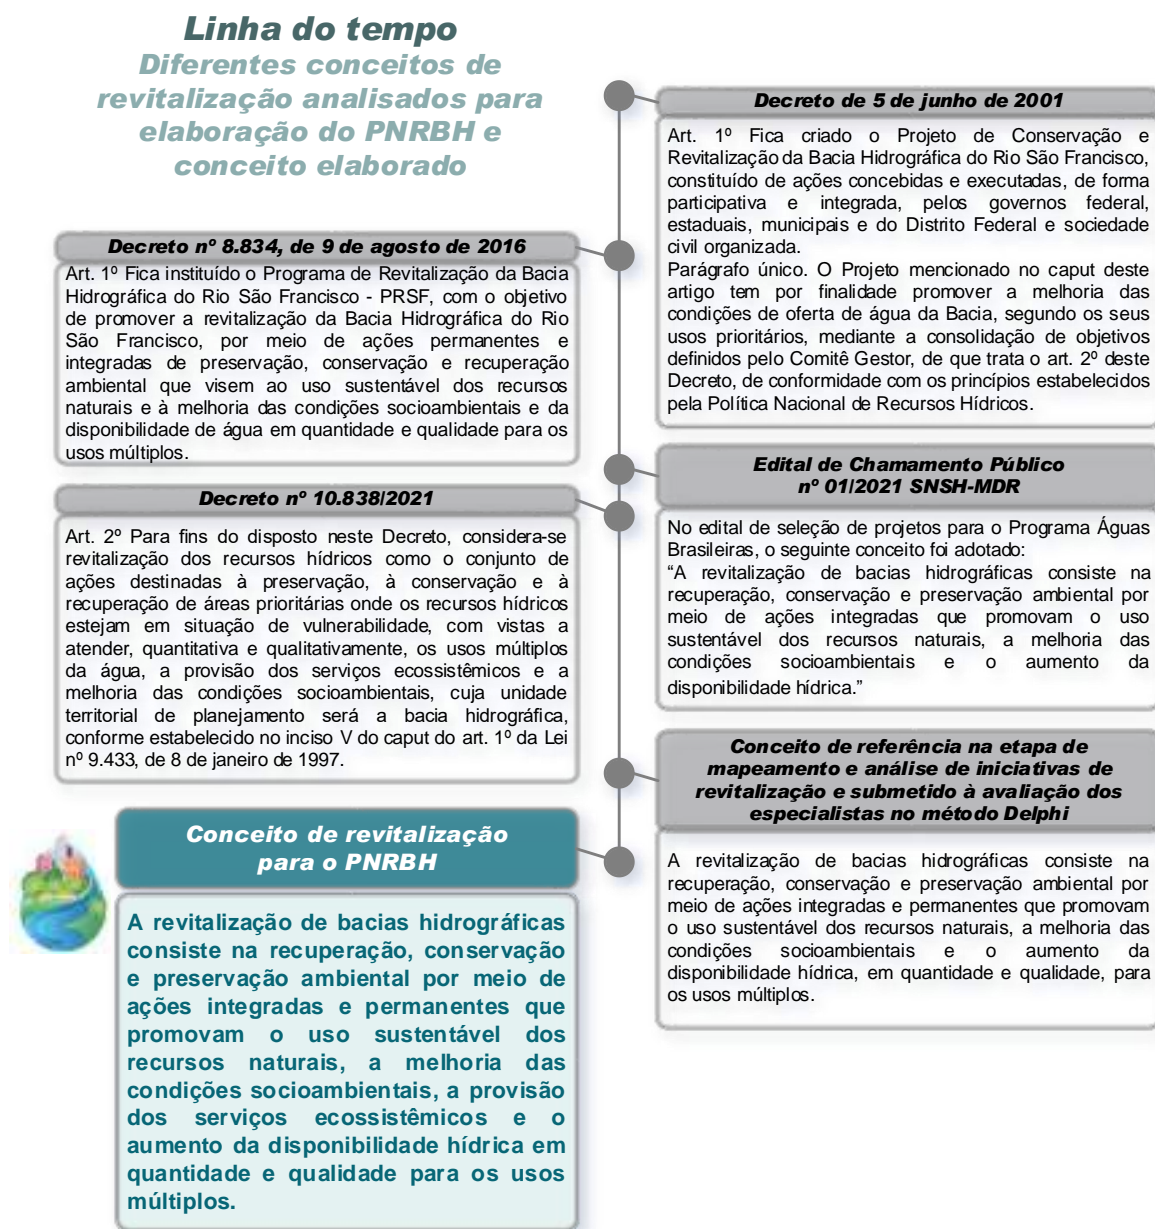 Linha do tempo
Diferentes conceitos de
revitalização analisados para
elaboração do PNRBH e
conceito elaborado
Decreto de 5 de junho de 2001
Art. 1º Fica criado o Projeto de Conservação e
Revitalização da Bacia Hidrográfica do Rio São Francisco,
constituído de ações concebidas e executadas, de forma
participativa e integrada, pelos governos federal,
estaduais, municipais e do Distrito Federal e sociedade
civil organizada.
Parágrafo único. O Projeto mencionado no caput deste
artigo tem por finalidade promover a melhoria das
condições de oferta de água da Bacia, segundo os seus
usos prioritários, mediante a consolidação de objetivos
definidos pelo Comitê Gestor, de que trata o art. 2º deste
Decreto, de conformidade com os princípios estabelecidos
pela Política Nacional de Recursos Hídricos.
Decreto nº 8.834, de 9 de agosto de 2016
Art. 1º Fica instituído o Programa de Revitalização da Bacia
Hidrográfica do Rio São Francisco - PRSF, com o objetivo
de promover a revitalização da Bacia Hidrográfica do Rio
São Francisco, por meio de ações permanentes e
integradas de preservação, conservação e recuperação
ambiental que visem ao uso sustentável dos recursos
naturais e à melhoria das condições socioambientais e da
disponibilidade de água em quantidade e qualidade para os
usos múltiplos.
Edital de Chamamento Público
nº 01/2021 SNSH-MDR
No edital de seleção de projetos para o Programa Águas
Brasileiras, o seguinte conceito foi adotado:
“A revitalização de bacias hidrográficas consiste na
recuperação, conservação e preservação ambiental por
meio de ações integradas que promovam o uso
sustentável dos recursos naturais, a melhoria das
condições socioambientais e o aumento da
disponibilidade hídrica.”
Decreto nº 10.838/2021
Art. 2º Para fins do disposto neste Decreto, considera-se
revitalização dos recursos hídricos como o conjunto de
ações destinadas à preservação, à conservação e à
recuperação de áreas prioritárias onde os recursos hídricos
estejam em situação de vulnerabilidade, com vistas a
atender, quantitativa e qualitativamente, os usos múltiplos
da água, a provisão dos serviços ecossistêmicos e a
melhoria das condições socioambientais, cuja unidade
territorial de planejamento será a bacia hidrográfica,
conforme estabelecido no inciso V do caput do art. 1º da Lei
nº 9.433, de 8 de janeiro de 1997.
Conceito de referência na etapa de
mapeamento e análise de iniciativas de
revitalização e submetido à avaliação dos
especialistas no método Delphi
A revitalização de bacias hidrográficas consiste na
recuperação, conservação e preservação ambiental por
meio de ações integradas e permanentes que promovam
o uso sustentável dos recursos naturais, a melhoria das
condições socioambientais e o aumento da
disponibilidade hídrica, em quantidade e qualidade, para
os usos múltiplos.
Conceito de revitalização
para o PNRBH
A revitalização de bacias hidrográficas
consiste na recuperação, conservação
e preservação ambiental por meio de
ações integradas e permanentes que
promovam o uso sustentável dos
recursos naturais, a melhoria das
condições socioambientais, a provisão
dos serviços ecossistêmicos e o
aumento da disponibilidade hídrica em
quantidade e qualidade para os usos
múltiplos.